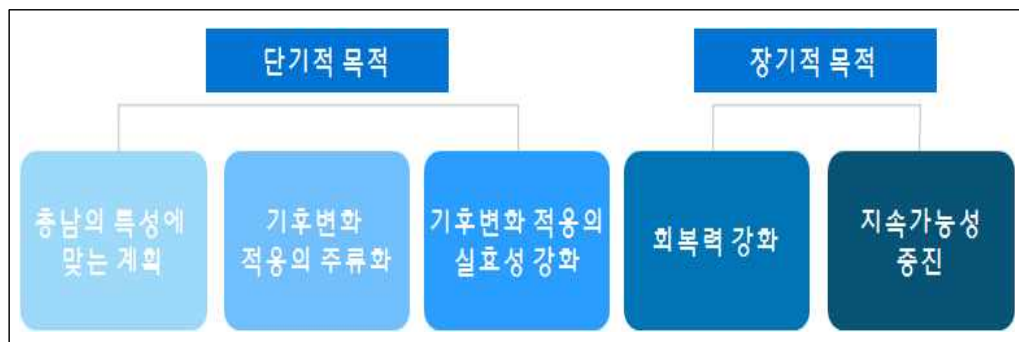 단기적 목적
장기적 목적
충남의 특성에
맞는 계획
기후변화
적응의 주류화
기후변화 적응의
실효성 강화
회복력 강화
지속가능성
증진